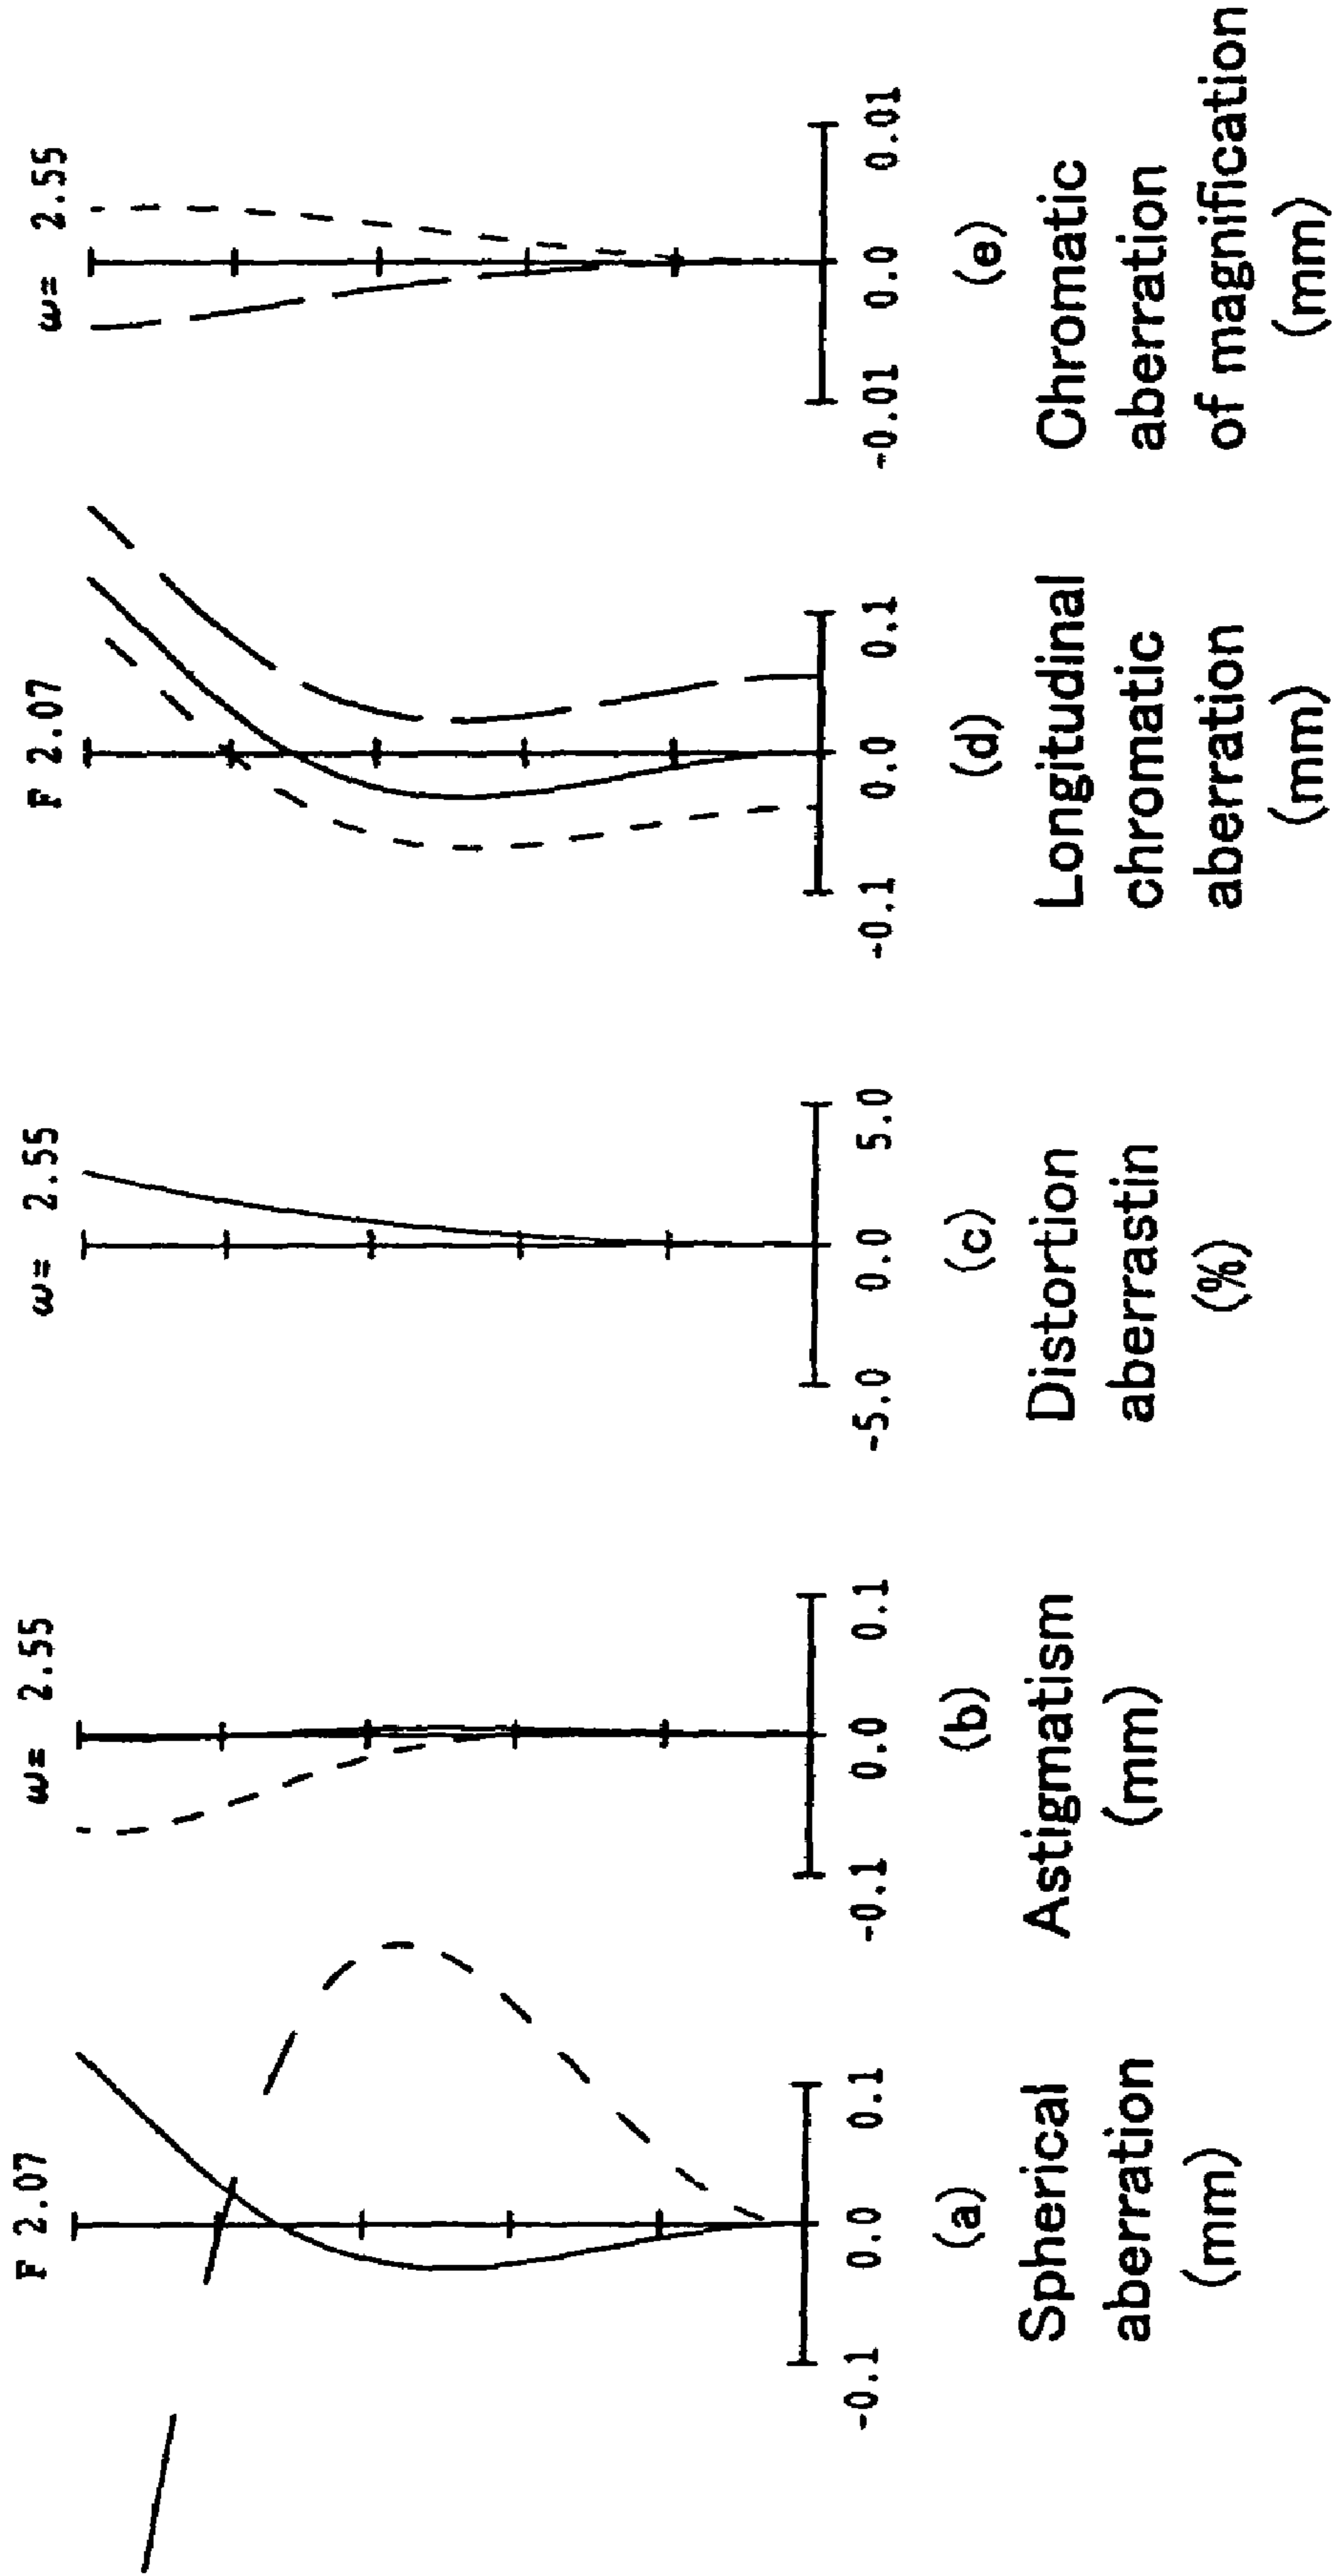 F 2.07
-0.1 0.0 0.1
(a)
Spherical
aberration
(mm)
ω= 2.55
-0.1 0.0 0.1
(b)
Astigmatism
(mm)
ω= 2.55
-5.0 0.0 5.0
(c)
Distortion
aberrastin
(%)
F 2.07
-0.1 0.0 0.1
(d)
Longitudinal
chromatic
aberration
(mm)
ω= 2.55
-0.01 0.0 0.01
(e)
Chromatic
aberration
of magnification
(mm)